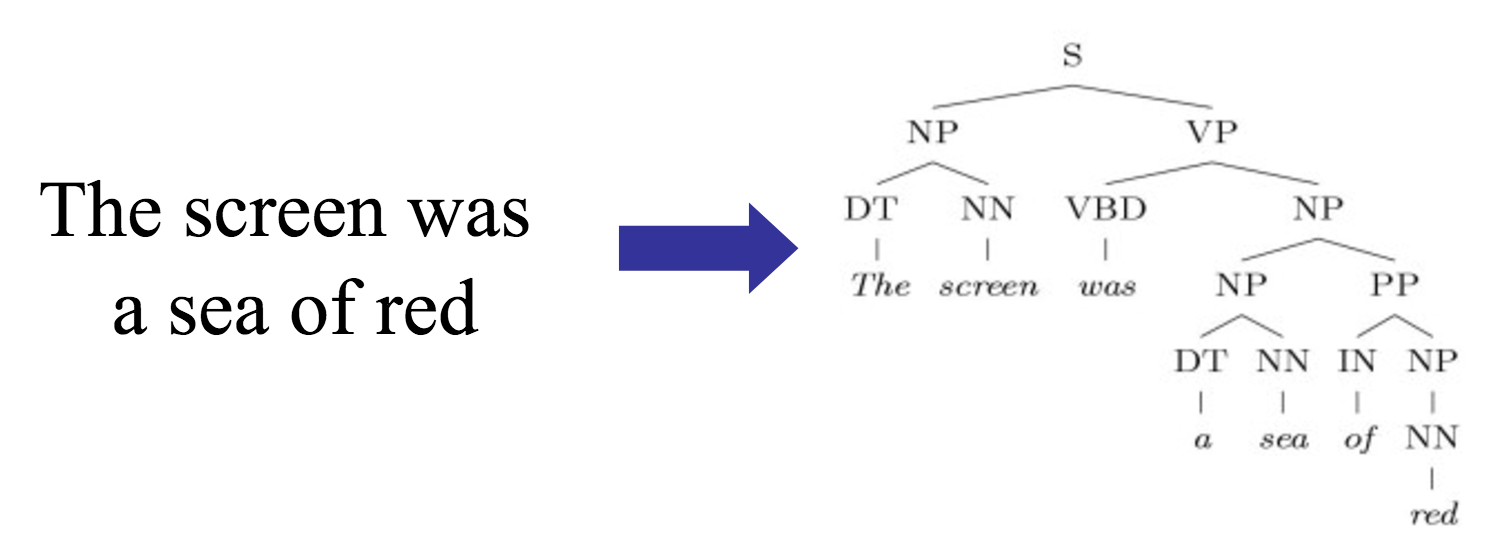 The screen was
a sea of red
S
NP VP
DT NN VBD NP
The screen was NP PP
DT NN IN NP
a sea of NN
red